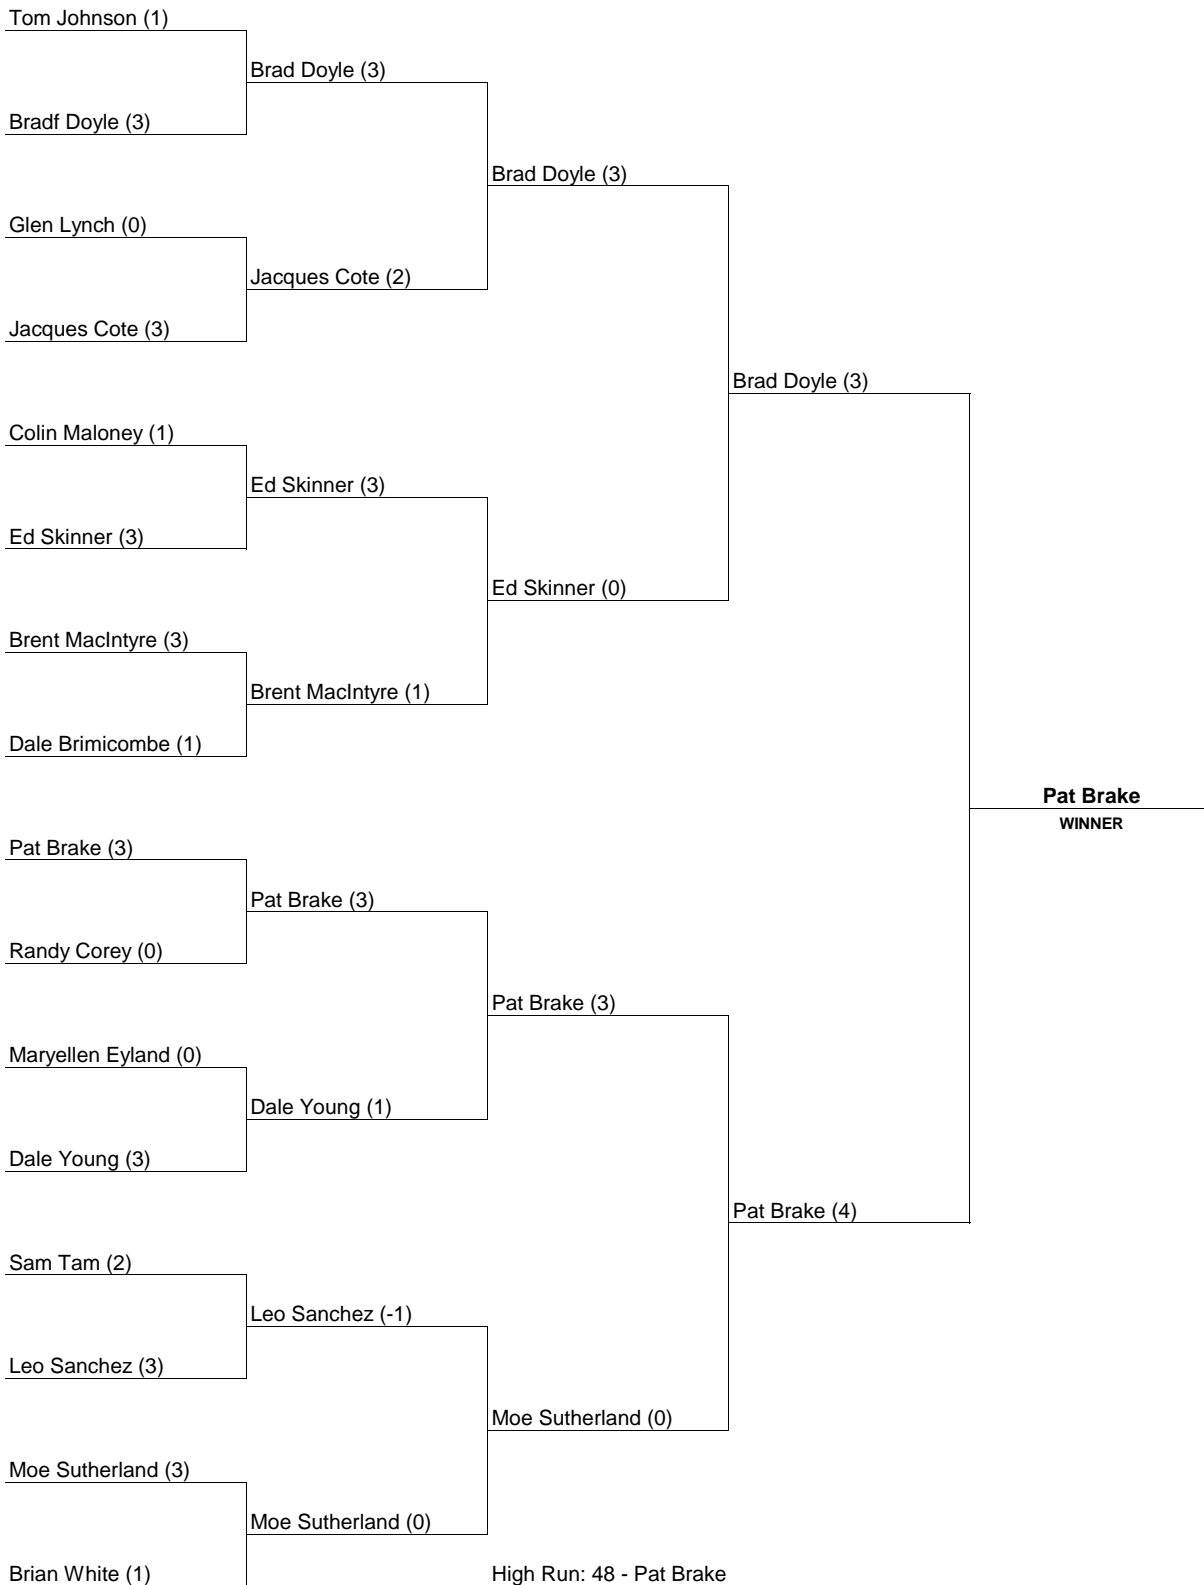 Tom Johnson (1)
Brad Doyle (3)
Bradf Doyle (3)
Brad Doyle (3)
Glen Lynch (0)
Jacques Cote (2)
Jacques Cote (3)
Brad Doyle (3)
Colin Maloney (1)
Ed Skinner (3)
Ed Skinner (3)
Ed Skinner (0)
Brent MacIntyre (3)
Brent MacIntyre (1)
Dale Brimicombe (1)
Pat Brake
WINNER
Pat Brake (3)
Pat Brake (3)
Randy Corey (0)
Pat Brake (3)
Maryellen Eyland (0)
Dale Young (1)
Dale Young (3)
Pat Brake (4)
Sam Tam (2)
Leo Sanchez (-1)
Leo Sanchez (3)
Moe Sutherland (0)
Moe Sutherland (3)
Moe Sutherland (0)
Brian White (1)
High Run: 48 - Pat Brake